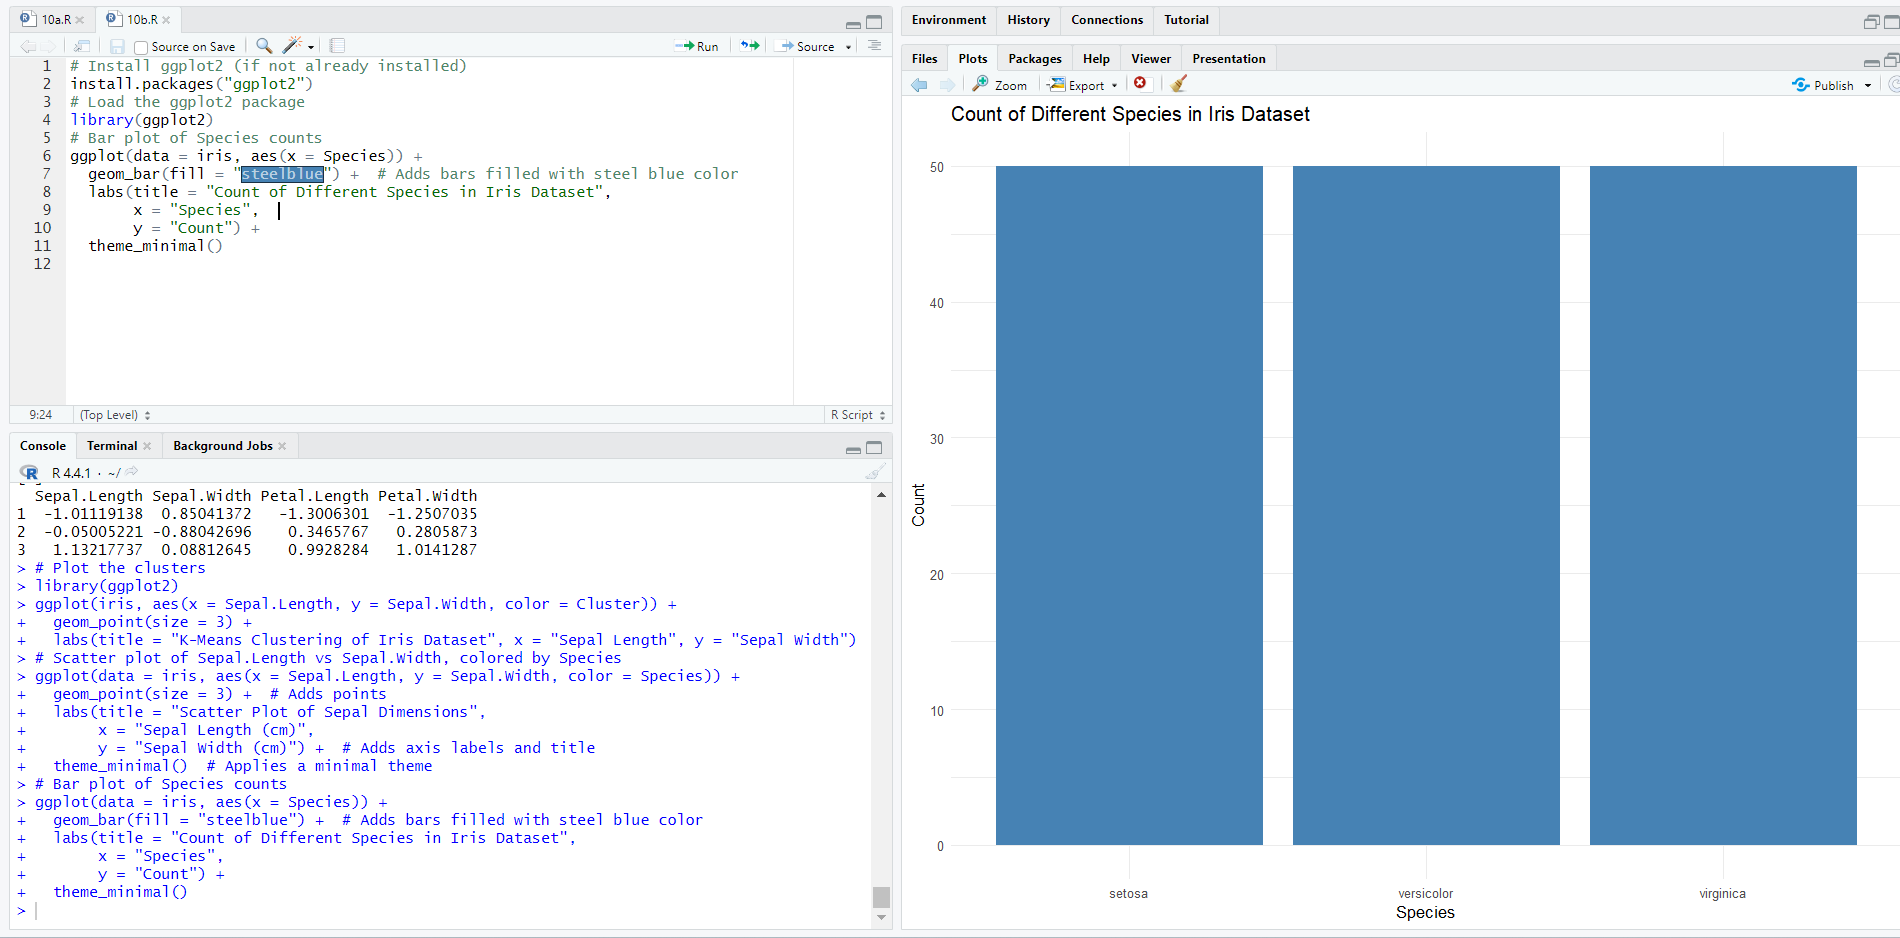 10a.R
10b.R
Source on Save
Run
Source
1 # Install ggplot2 (if not already installed)
2 install.packages("ggplot2")
3 # Load the ggplot2 package
4 library(ggplot2)
5 # Bar plot of Species counts
6 ggplot(data = iris, aes(x = Species)) +
7   geom_bar(fill = "steelblue") +  # Adds bars filled with steel blue color
8   labs(title = "Count of Different Species in Iris Dataset",
9        x = "Species",
10        y = "Count") +
11   theme_minimal()
12
9:24 (Top Level) R Script
Console Terminal Background Jobs
R 4.4.1 · ~/
  Sepal.Length Sepal.Width Petal.Length Petal.Width
1  -1.01119138  0.85041372   -1.3006301  -1.2507035
2  -0.05005221 -0.88042696    0.3465767   0.2805873
3   1.13217737  0.08812645    0.9928284   1.0141287
> # Plot the clusters
> library(ggplot2)
> ggplot(iris, aes(x = Sepal.Length, y = Sepal.Width, color = Cluster)) +
+   geom_point(size = 3) +
+   labs(title = "K-Means Clustering of Iris Dataset", x = "Sepal Length", y = "Sepal Width")
> # Scatter plot of Sepal.Length vs Sepal.Width, colored by Species
> ggplot(data = iris, aes(x = Sepal.Length, y = Sepal.Width, color = Species)) +
+   geom_point(size = 3) +  # Adds points
+   labs(title = "Scatter Plot of Sepal Dimensions",
+        x = "Sepal Length (cm)",
+        y = "Sepal Width (cm)") +  # Adds axis labels and title
+   theme_minimal()  # Applies a minimal theme
> # Bar plot of Species counts
> ggplot(data = iris, aes(x = Species)) +
+   geom_bar(fill = "steelblue") +  # Adds bars filled with steel blue color
+   labs(title = "Count of Different Species in Iris Dataset",
+        x = "Species",
+        y = "Count") +
+   theme_minimal()
>
Environment History Connections Tutorial
Files Plots Packages Help Viewer Presentation
Zoom Export Publish
Count of Different Species in Iris Dataset
50
40
30
20
10
0
Count
setosa versicolor virginica
Species